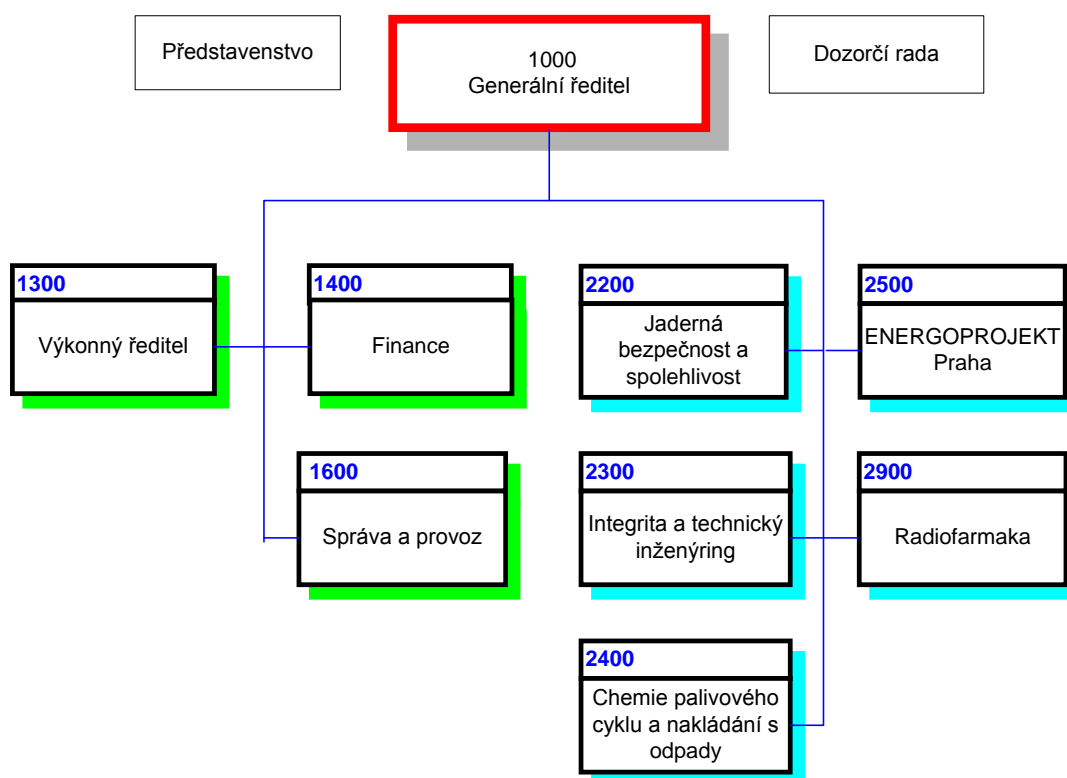 Představenstvo
1000
Generální ředitel
Dozorčí rada
1300
Výkonný ředitel
1400
Finance
2200
Jaderná
bezpečnost a
spolehlivost
2500
ENERGOPROJEKT
Praha
1600
Správa a provoz
2300
Integrita a technický
inženýring
2900
Radiofarmaka
2400
Chemie palivového
cyklu a nakládání s
odpady